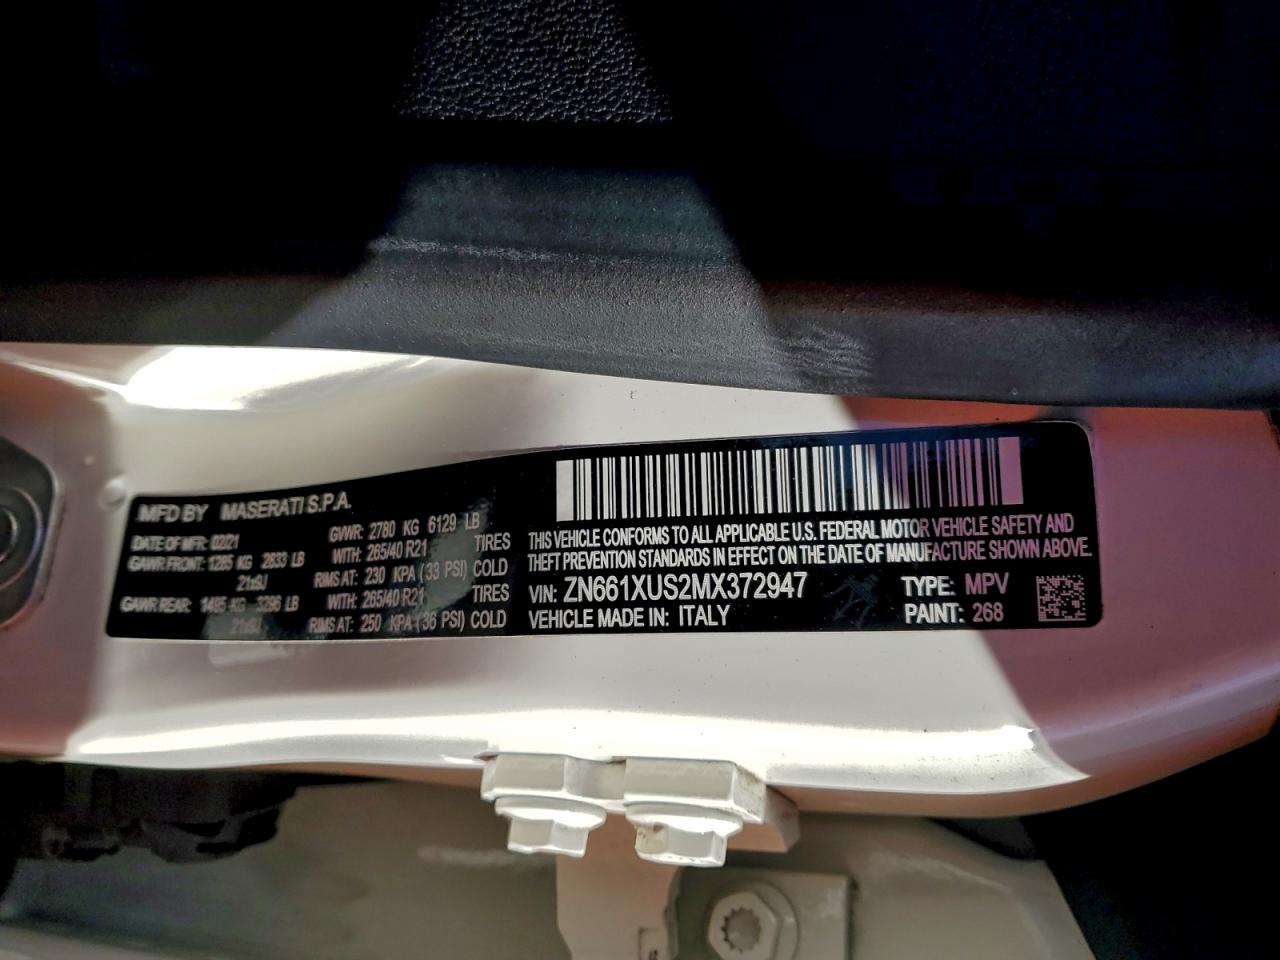 MFD BY MASERATI S.P.A.
DATE OF MFR: 02/21
GVWR: 2780 KG 6129 LB
GAWR FRONT: 1285 KG 2833 LB
WITH: 265/40 R21 TIRES
21x9J
RIMS AT: 230 KPA (33 PSI) COLD
GAWR REAR: 1495 KG 3296 LB
WITH: 265/40 R21 TIRES
21x9J
RIMS AT: 250 KPA (36 PSI) COLD
THIS VEHICLE CONFORMS TO ALL APPLICABLE U.S. FEDERAL MOTOR VEHICLE SAFETY AND
THEFT PREVENTION STANDARDS IN EFFECT ON THE DATE OF MANUFACTURE SHOWN ABOVE.
VIN: ZN661XUS2MX372947
TYPE: MPV
VEHICLE MADE IN: ITALY
PAINT: 268